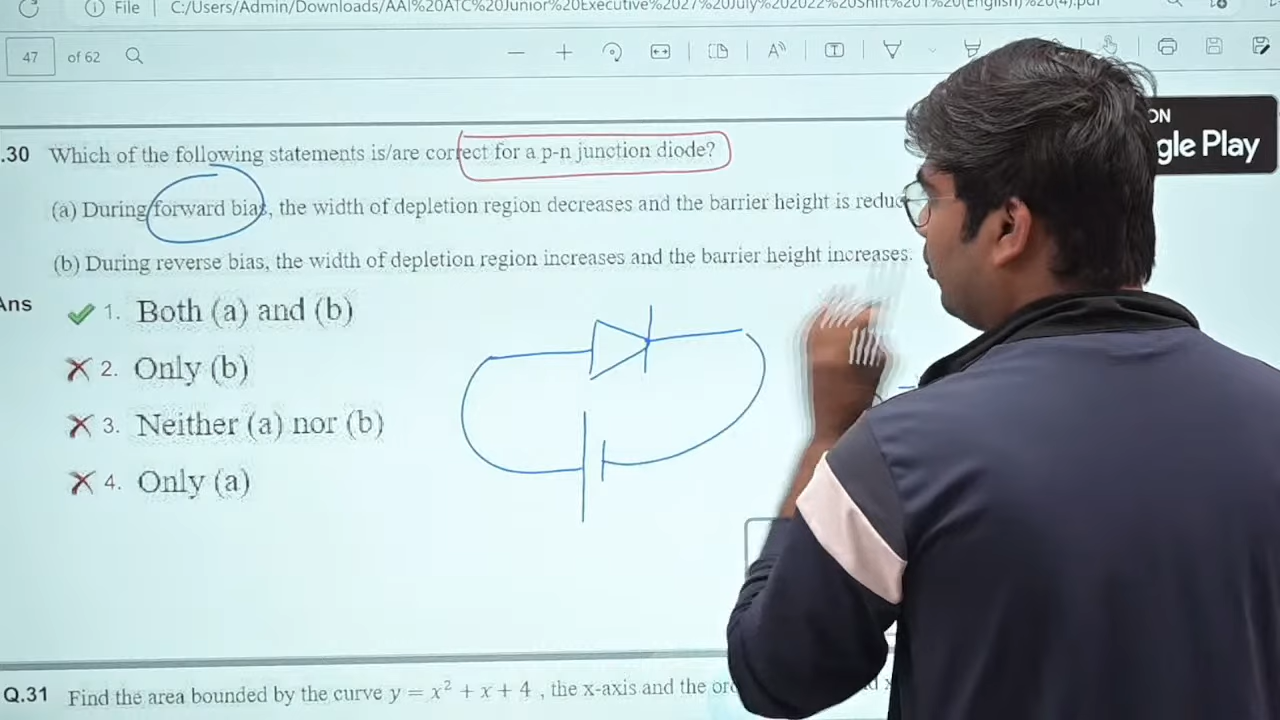 File C:/Users/Admin/Downloads/AAI%20ATC%20Junior%20Executive%2027%20July%202022%20Shift%201%20(English)%20(4).pdf
47 of 62
ON
gle Play
.30 Which of the following statements is/are correct for a p-n junction diode?
(a) During forward bias, the width of depletion region decreases and the barrier height is reduc
(b) During reverse bias, the width of depletion region increases and the barrier height increases.
Ans 1. Both (a) and (b)
2. Only (b)
3. Neither (a) nor (b)
4. Only (a)
Q.31 Find the area bounded by the curve y = x² + x + 4 , the x-axis and the ord